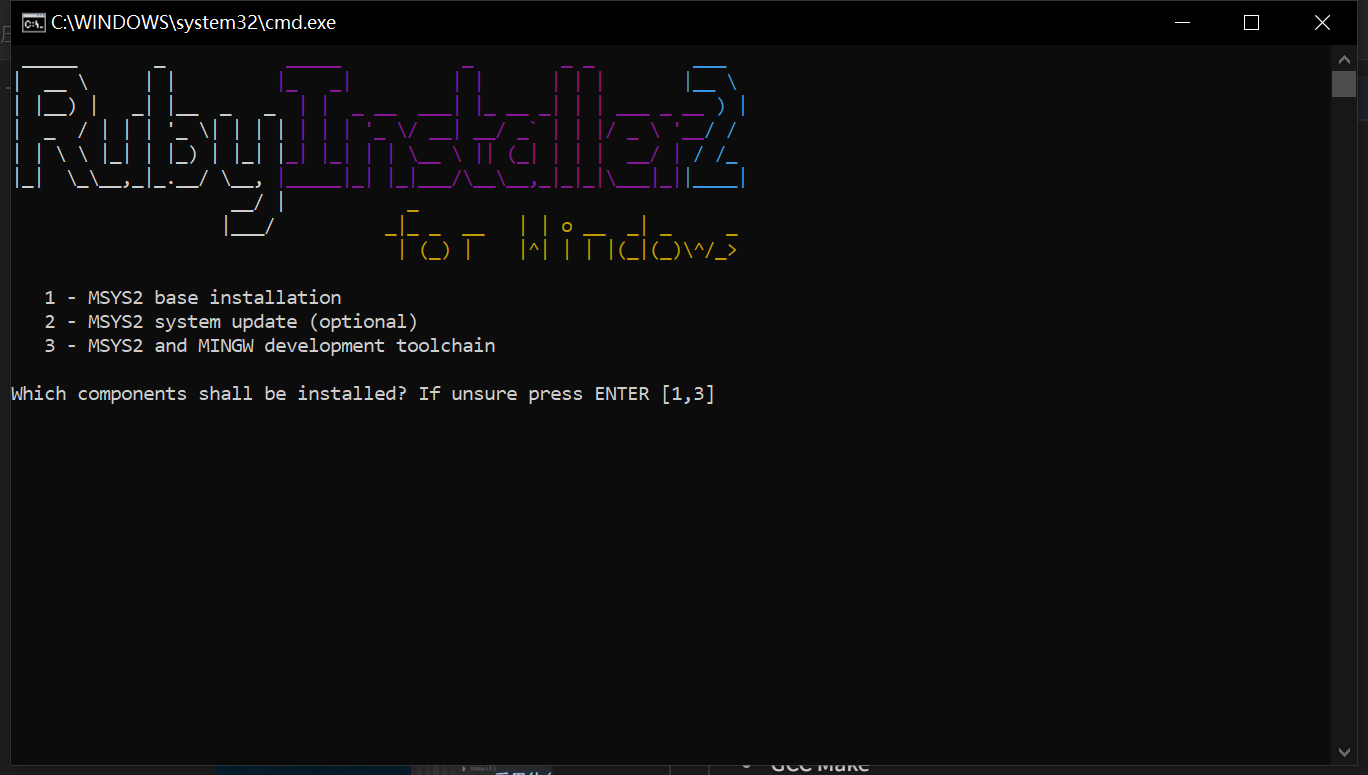 C:\WINDOWS\system32\cmd.exe
RubyInstaller2
for Windows
1 - MSYS2 base installation
2 - MSYS2 system update (optional)
3 - MSYS2 and MINGW development toolchain
Which components shall be installed? If unsure press ENTER [1,3]
GCC Make